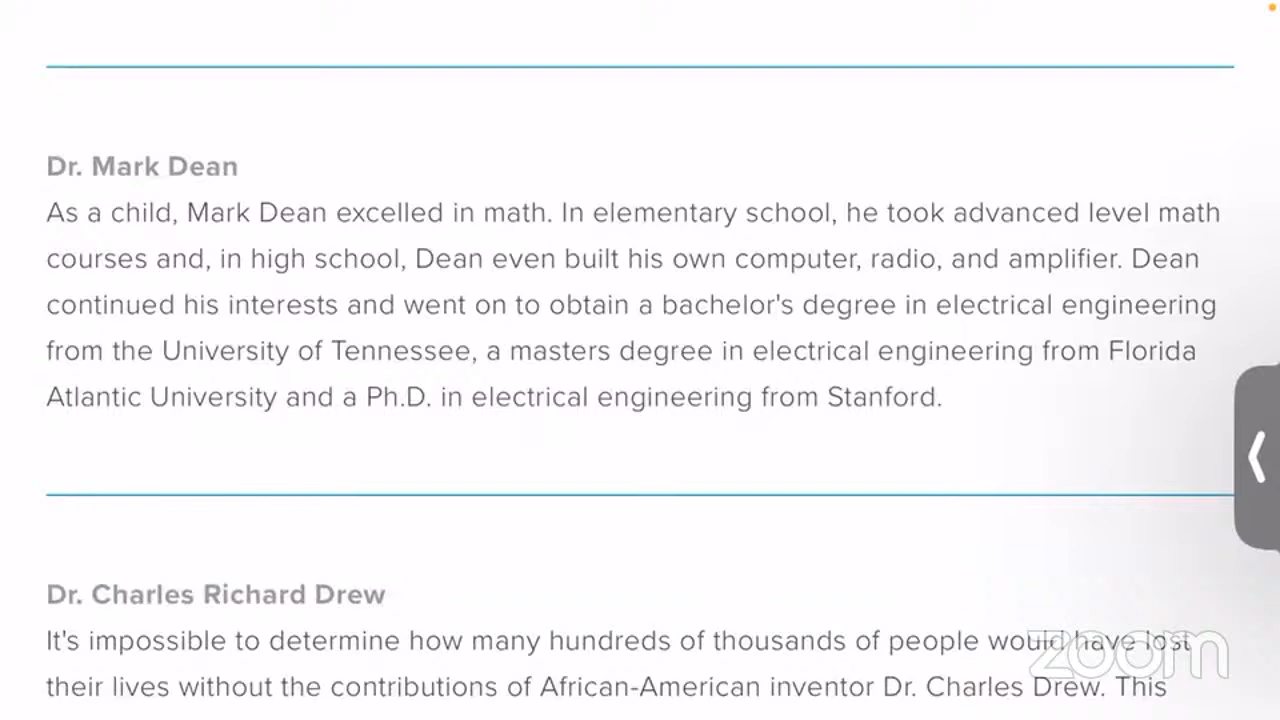 Dr. Mark Dean
As a child, Mark Dean excelled in math. In elementary school, he took advanced level math
courses and, in high school, Dean even built his own computer, radio, and amplifier. Dean
continued his interests and went on to obtain a bachelor's degree in electrical engineering
from the University of Tennessee, a masters degree in electrical engineering from Florida
Atlantic University and a Ph.D. in electrical engineering from Stanford.
Dr. Charles Richard Drew
It's impossible to determine how many hundreds of thousands of people would have lost
their lives without the contributions of African-American inventor Dr. Charles Drew. This
zoom